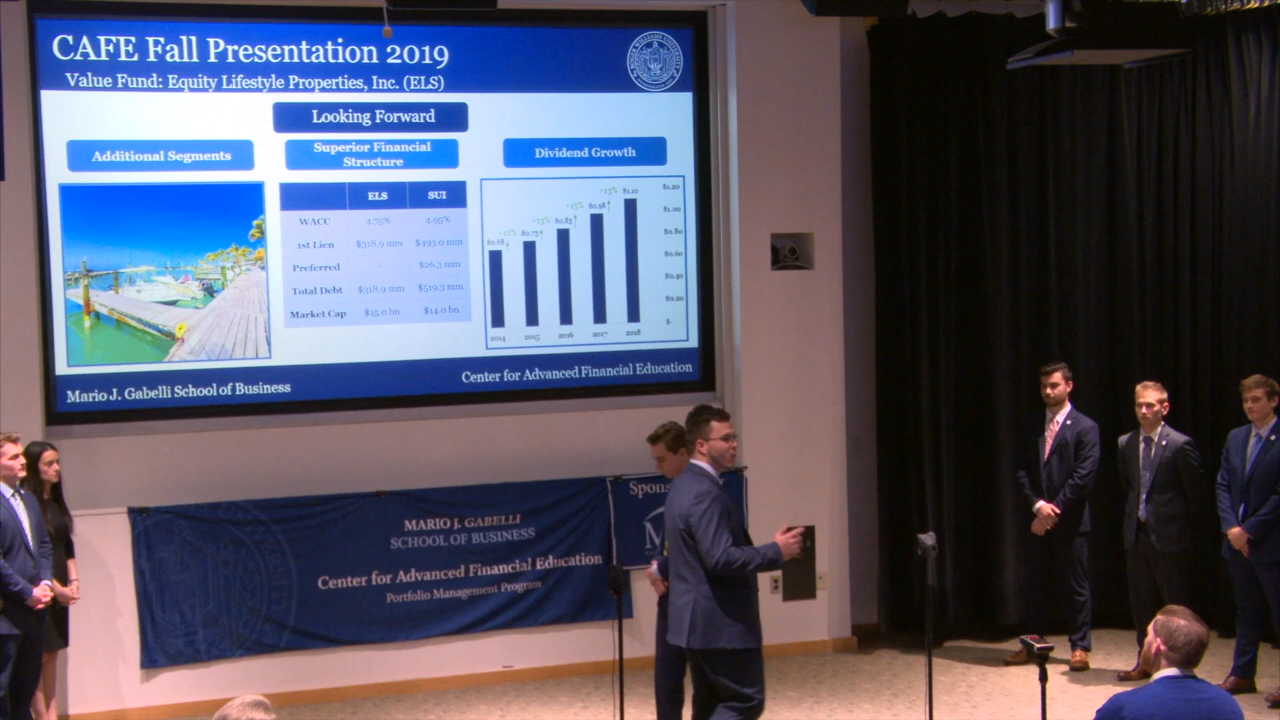 CAFE Fall Presentation 2019
Value Fund: Equity Lifestyle Properties, Inc. (ELS)
Looking Forward
Additional Segments
Superior Financial
Structure
Dividend Growth
ELS SUI
WACC 4.75% 4.95%
1st Lien $318.9 mm $493.0 mm
Preferred - $26.3 mm
Total Debt $318.9 mm $519.3 mm
Market Cap $15.0 bn $14.0 bn
+13% $1.10
+15% $0.98
+13% $0.85
+11% $0.75
$0.68
$1.20
$1.00
$0.80
$0.60
$0.40
$0.20
$-
2014 2015 2016 2017 2018
Mario J. Gabelli School of Business
Center for Advanced Financial Education
MARIO J. GABELLI
SCHOOL OF BUSINESS
Center for Advanced Financial Education
Portfolio Management Program